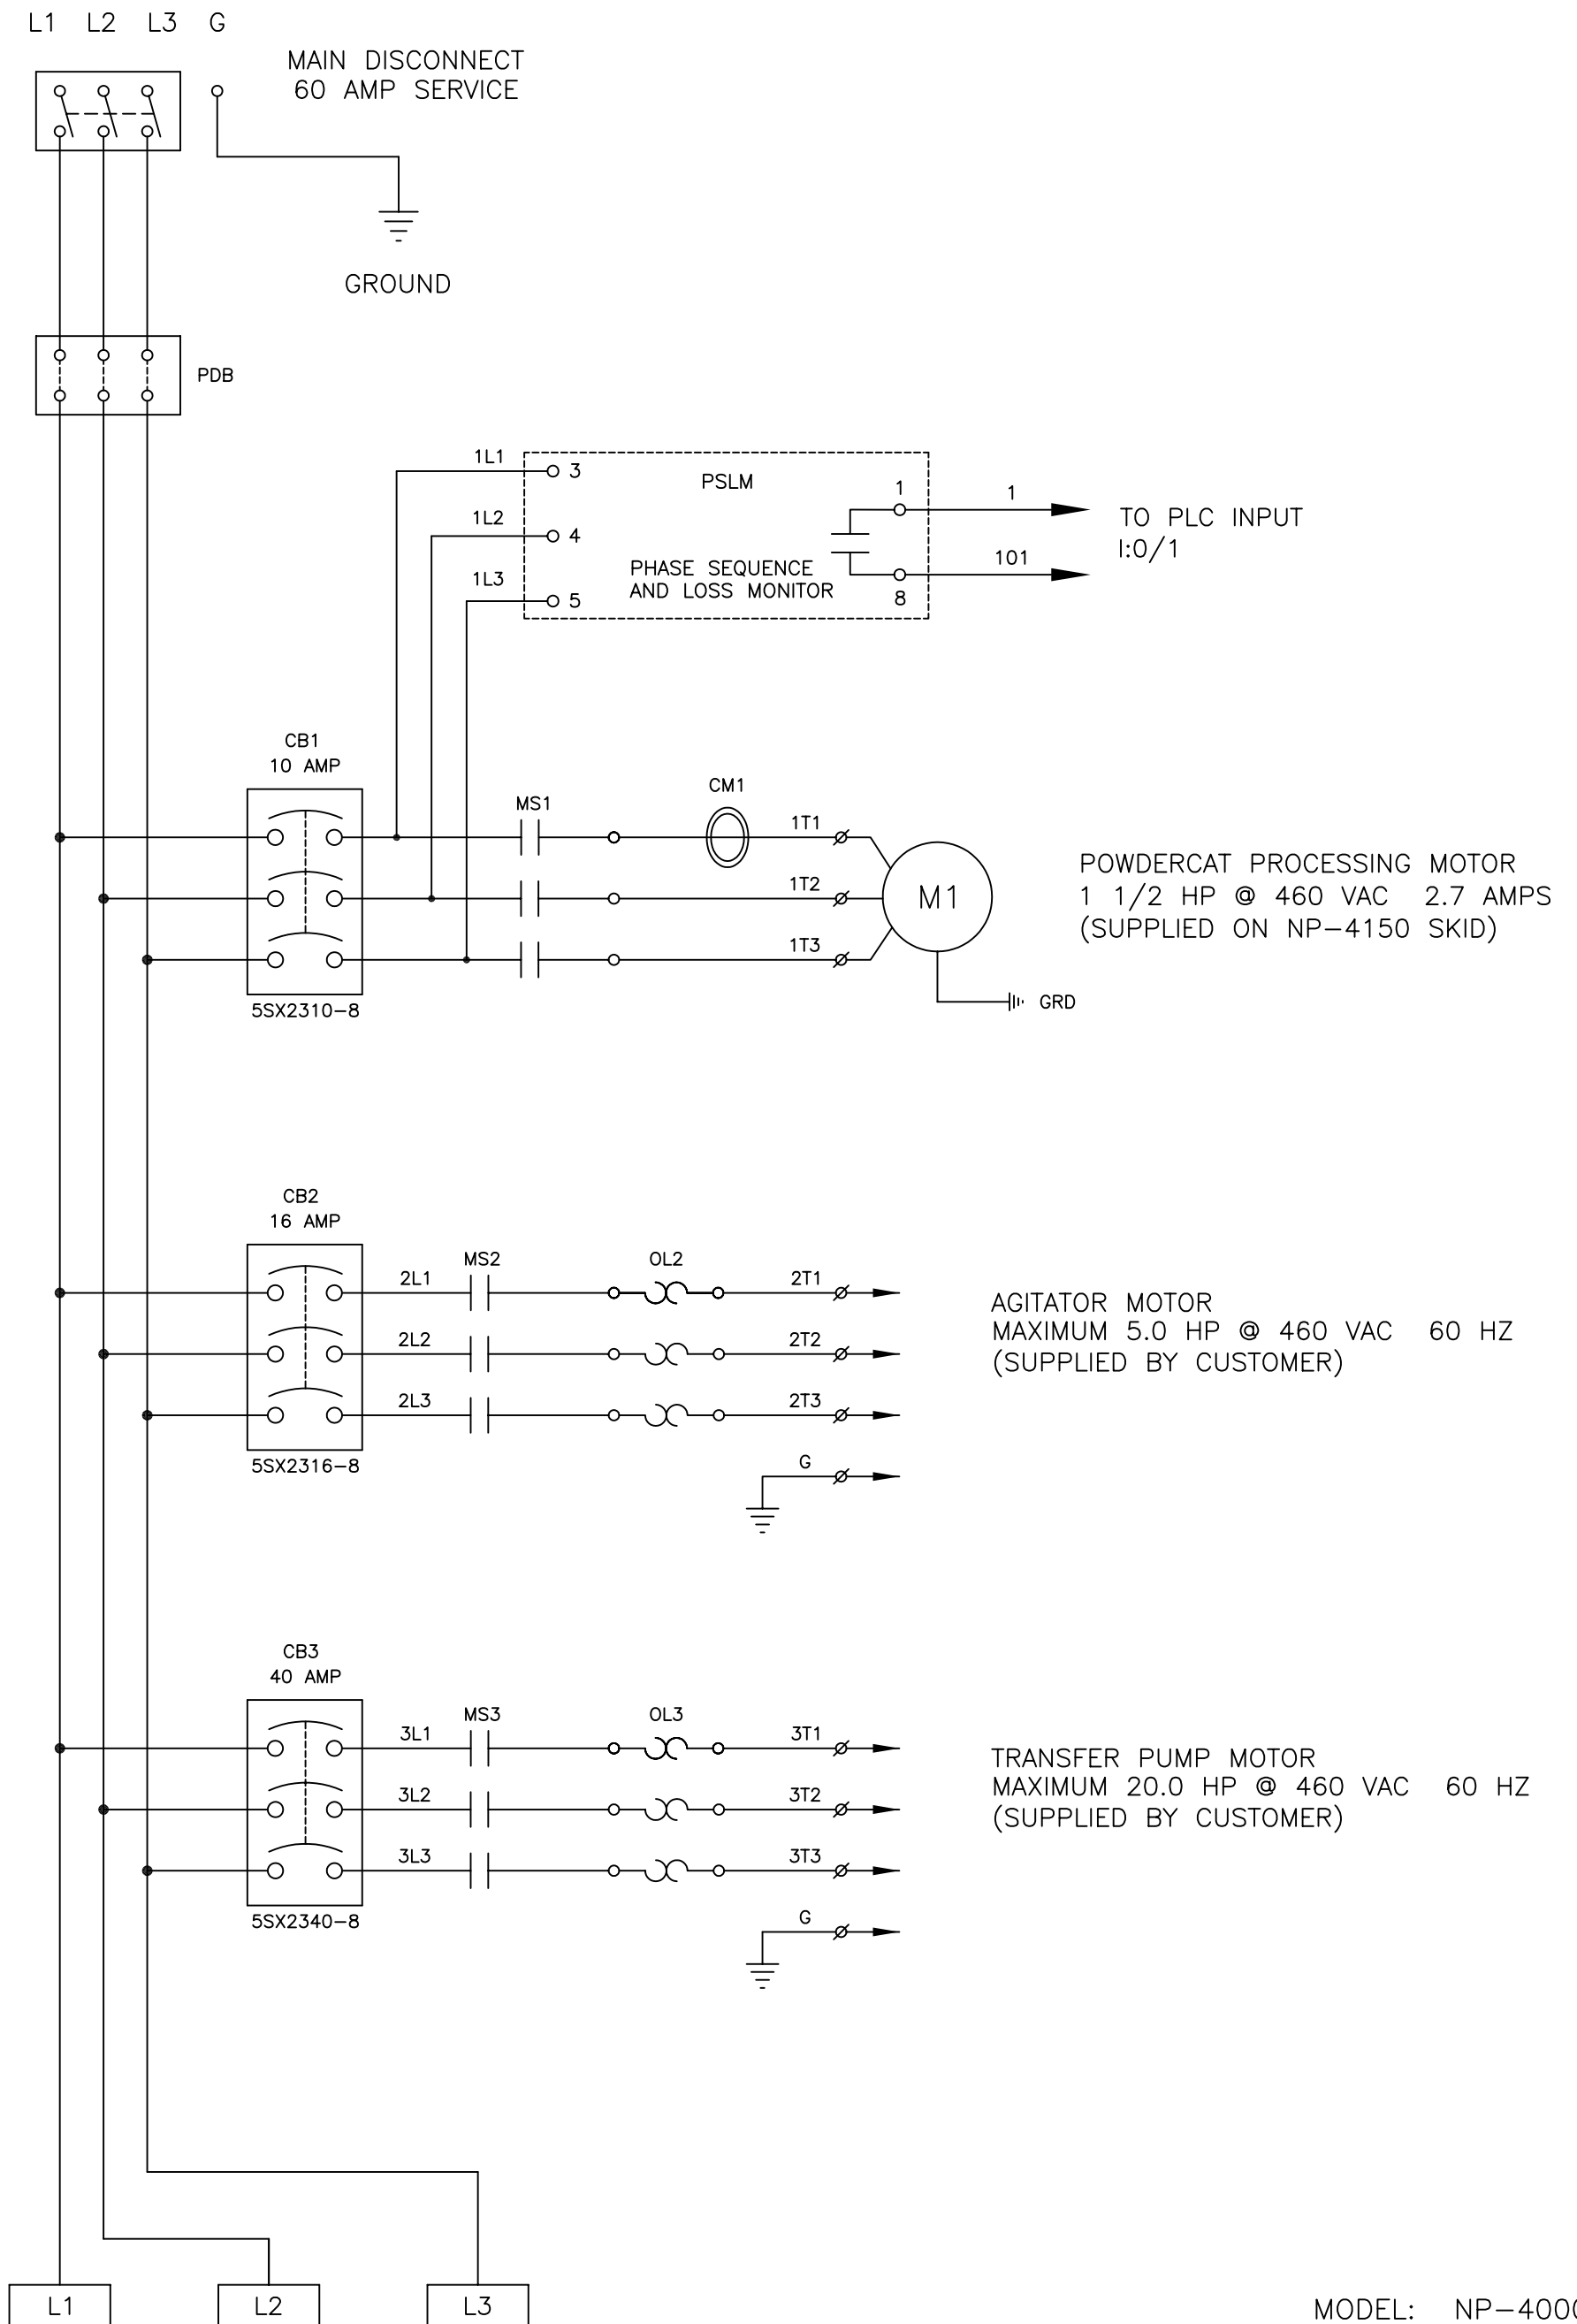 L1 L2 L3 G
MAIN DISCONNECT
60 AMP SERVICE
GROUND
PDB
1L1
3
PSLM
1
1
TO PLC INPUT
I:0/1
1L2
4
PHASE SEQUENCE
AND LOSS MONITOR
101
8
1L3
5
CB1
10 AMP
MS1
CM1
1T1
1T2
1T3
M1
POWDERCAT PROCESSING MOTOR
1 1/2 HP @ 460 VAC 2.7 AMPS
(SUPPLIED ON NP-4150 SKID)
GRD
5SX2310-8
CB2
16 AMP
2L1
MS2
OL2
2T1
2L2
2T2
2L3
2T3
AGITATOR MOTOR
MAXIMUM 5.0 HP @ 460 VAC 60 HZ
(SUPPLIED BY CUSTOMER)
G
5SX2316-8
CB3
40 AMP
3L1
MS3
OL3
3T1
3L2
3T2
3L3
3T3
TRANSFER PUMP MOTOR
MAXIMUM 20.0 HP @ 460 VAC 60 HZ
(SUPPLIED BY CUSTOMER)
G
5SX2340-8
L1 L2 L3
MODEL: